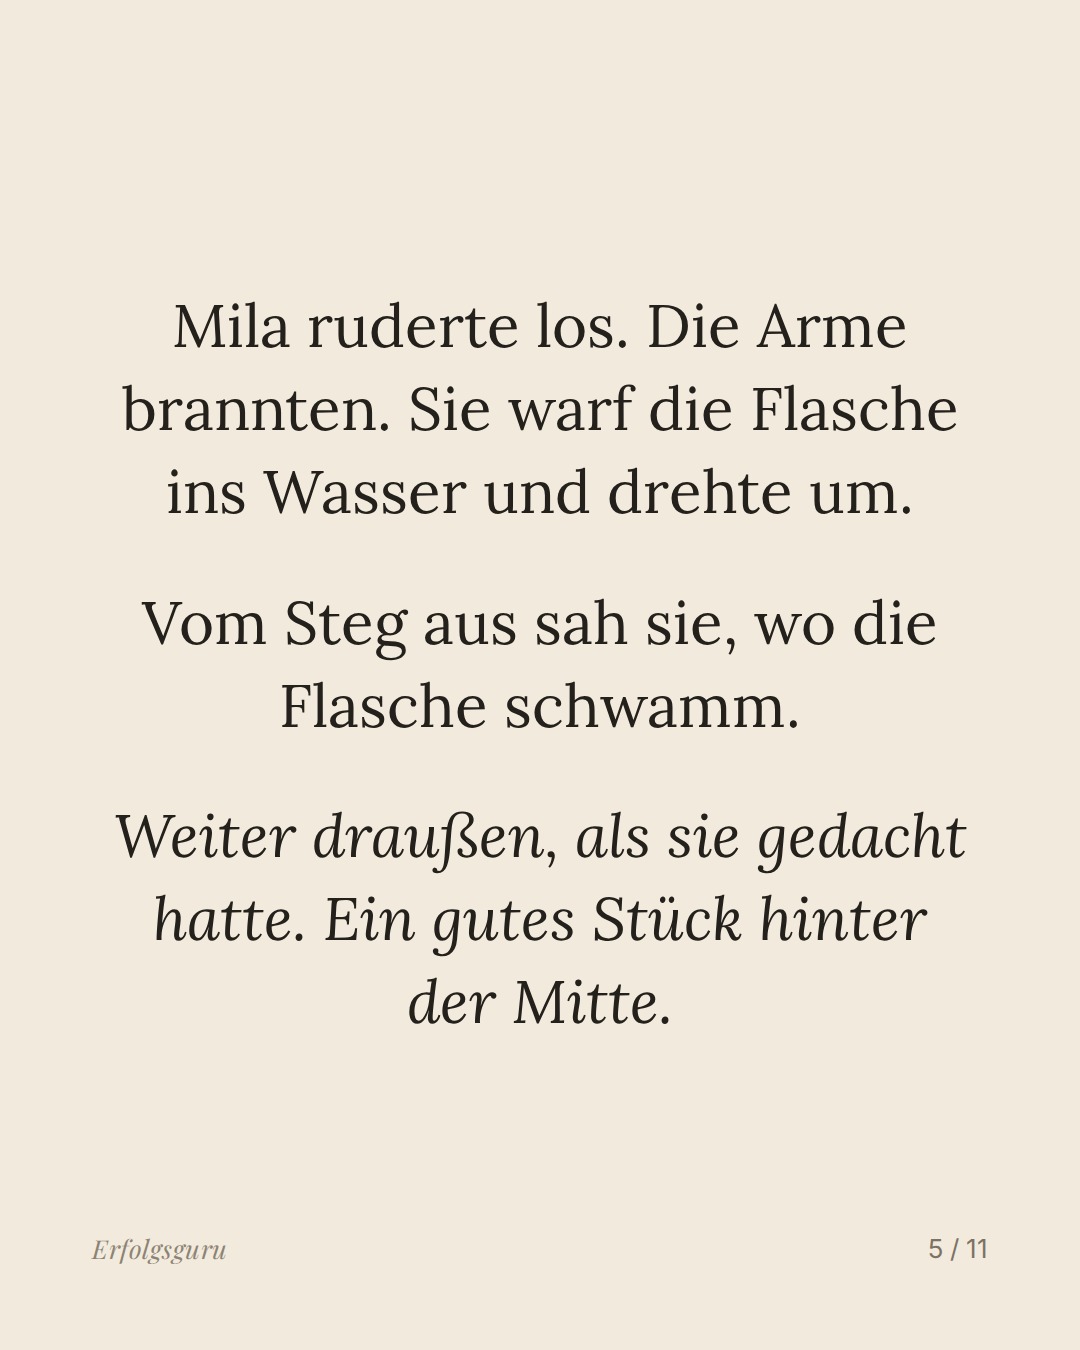 Mila ruderte los. Die Arme
brannten. Sie warf die Flasche
ins Wasser und drehte um.
Vom Steg aus sah sie, wo die
Flasche schwamm.
Weiter draußen, als sie gedacht
hatte. Ein gutes Stück hinter
der Mitte.
Erfolgsguru
5 / 11